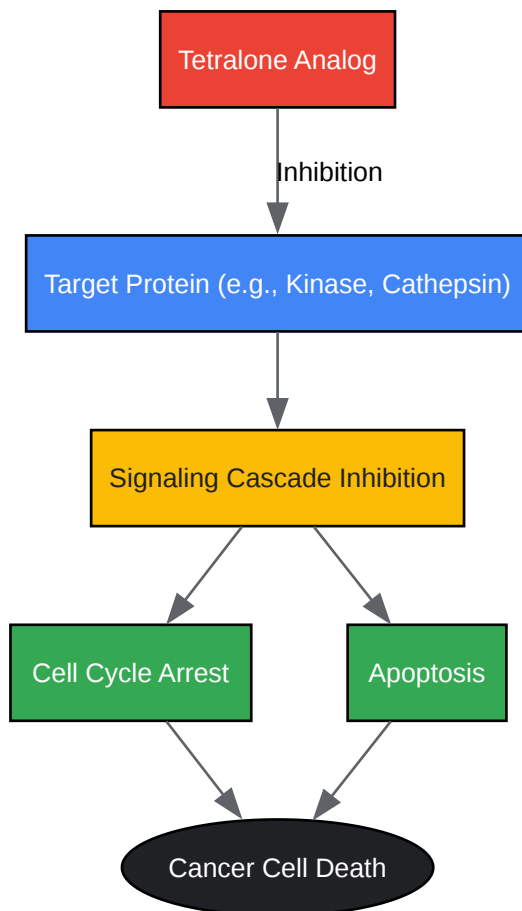 Tetralone Analog
Inhibition
Target Protein (e.g., Kinase, Cathepsin)
Signaling Cascade Inhibition
Cell Cycle Arrest
Apoptosis
Cancer Cell Death